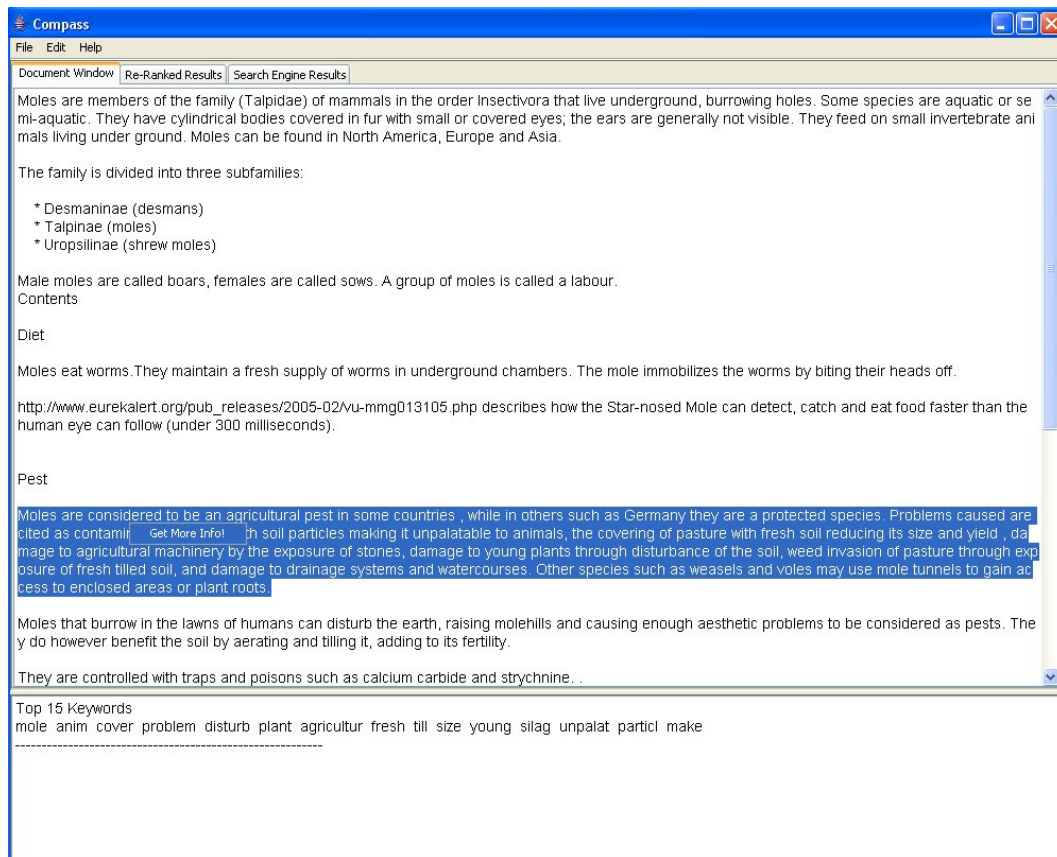 Compass
File Edit Help
Document Window Re-Ranked Results Search Engine Results
Moles are members of the family (Talpidae) of mammals in the order Insectivora that live underground, burrowing holes. Some species are aquatic or se
mi-aquatic. They have cylindrical bodies covered in fur with small or covered eyes; the ears are generally not visible. They feed on small invertebrate ani
mals living under ground. Moles can be found in North America, Europe and Asia.
The family is divided into three subfamilies:
* Desmaninae (desmans)
* Talpinae (moles)
* Uropsilinae (shrew moles)
Male moles are called boars, females are called sows. A group of moles is called a labour.
Contents
Diet
Moles eat worms.They maintain a fresh supply of worms in underground chambers. The mole immobilizes the worms by biting their heads off.
http://www.eurekalert.org/pub_releases/2005-02/vu-mmg013105.php describes how the Star-nosed Mole can detect, catch and eat food faster than the
human eye can follow (under 300 milliseconds).
Pest
Moles are considered to be an agricultural pest in some countries , while in others such as Germany they are a protected species. Problems caused are
cited as Get More Info! soil particles making it unpalatable to animals, the covering of pasture with fresh soil reducing its size and yield , da
mage to agricultural machinery by the exposure of stones, damage to young plants through disturbance of the soil, weed invasion of pasture through exp
osure of fresh tilled soil, and damage to drainage systems and watercourses. Other species such as weasels and voles may use mole tunnels to gain ac
cess to enclosed areas or plant roots.
Moles that burrow in the lawns of humans can disturb the earth, raising molehills and causing enough aesthetic problems to be considered as pests. The
y do however benefit the soil by aerating and tilling it, adding to its fertility.
They are controlled with traps and poisons such as calcium carbide and strychnine. .
Top 15 Keywords
mole anim cover problem disturb plant agricultur fresh till size young silag unpalat particl make
----------------------------------------------------------